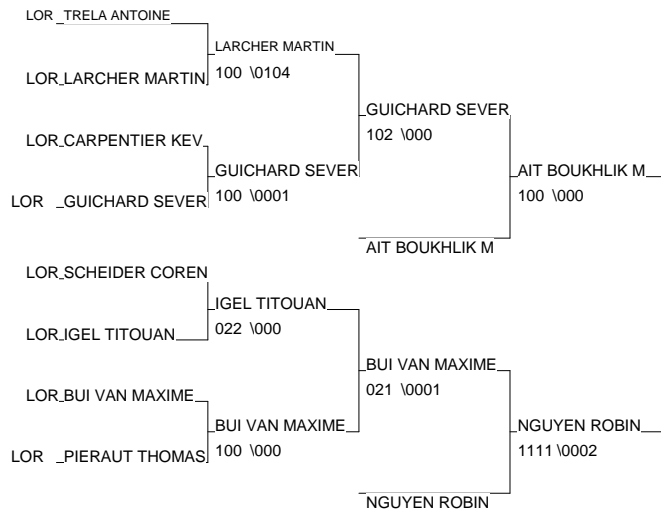 LOR TRELA ANTOINE
LARCHER MARTIN
100 \0104
LOR LARCHER MARTIN
GUICHARD SEVER
102 \000
LOR CARPENTIER KEV
GUICHARD SEVER
100 \0001
AIT BOUKHLIK M
100 \000
LOR GUICHARD SEVER
AIT BOUKHLIK M
LOR SCHEIDER COREN
IGEL TITOUAN
022 \000
LOR IGEL TITOUAN
BUI VAN MAXIME
021 \0001
LOR BUI VAN MAXIME
BUI VAN MAXIME
100 \000
NGUYEN ROBIN
1111 \0002
LOR PIERAUT THOMAS
NGUYEN ROBIN